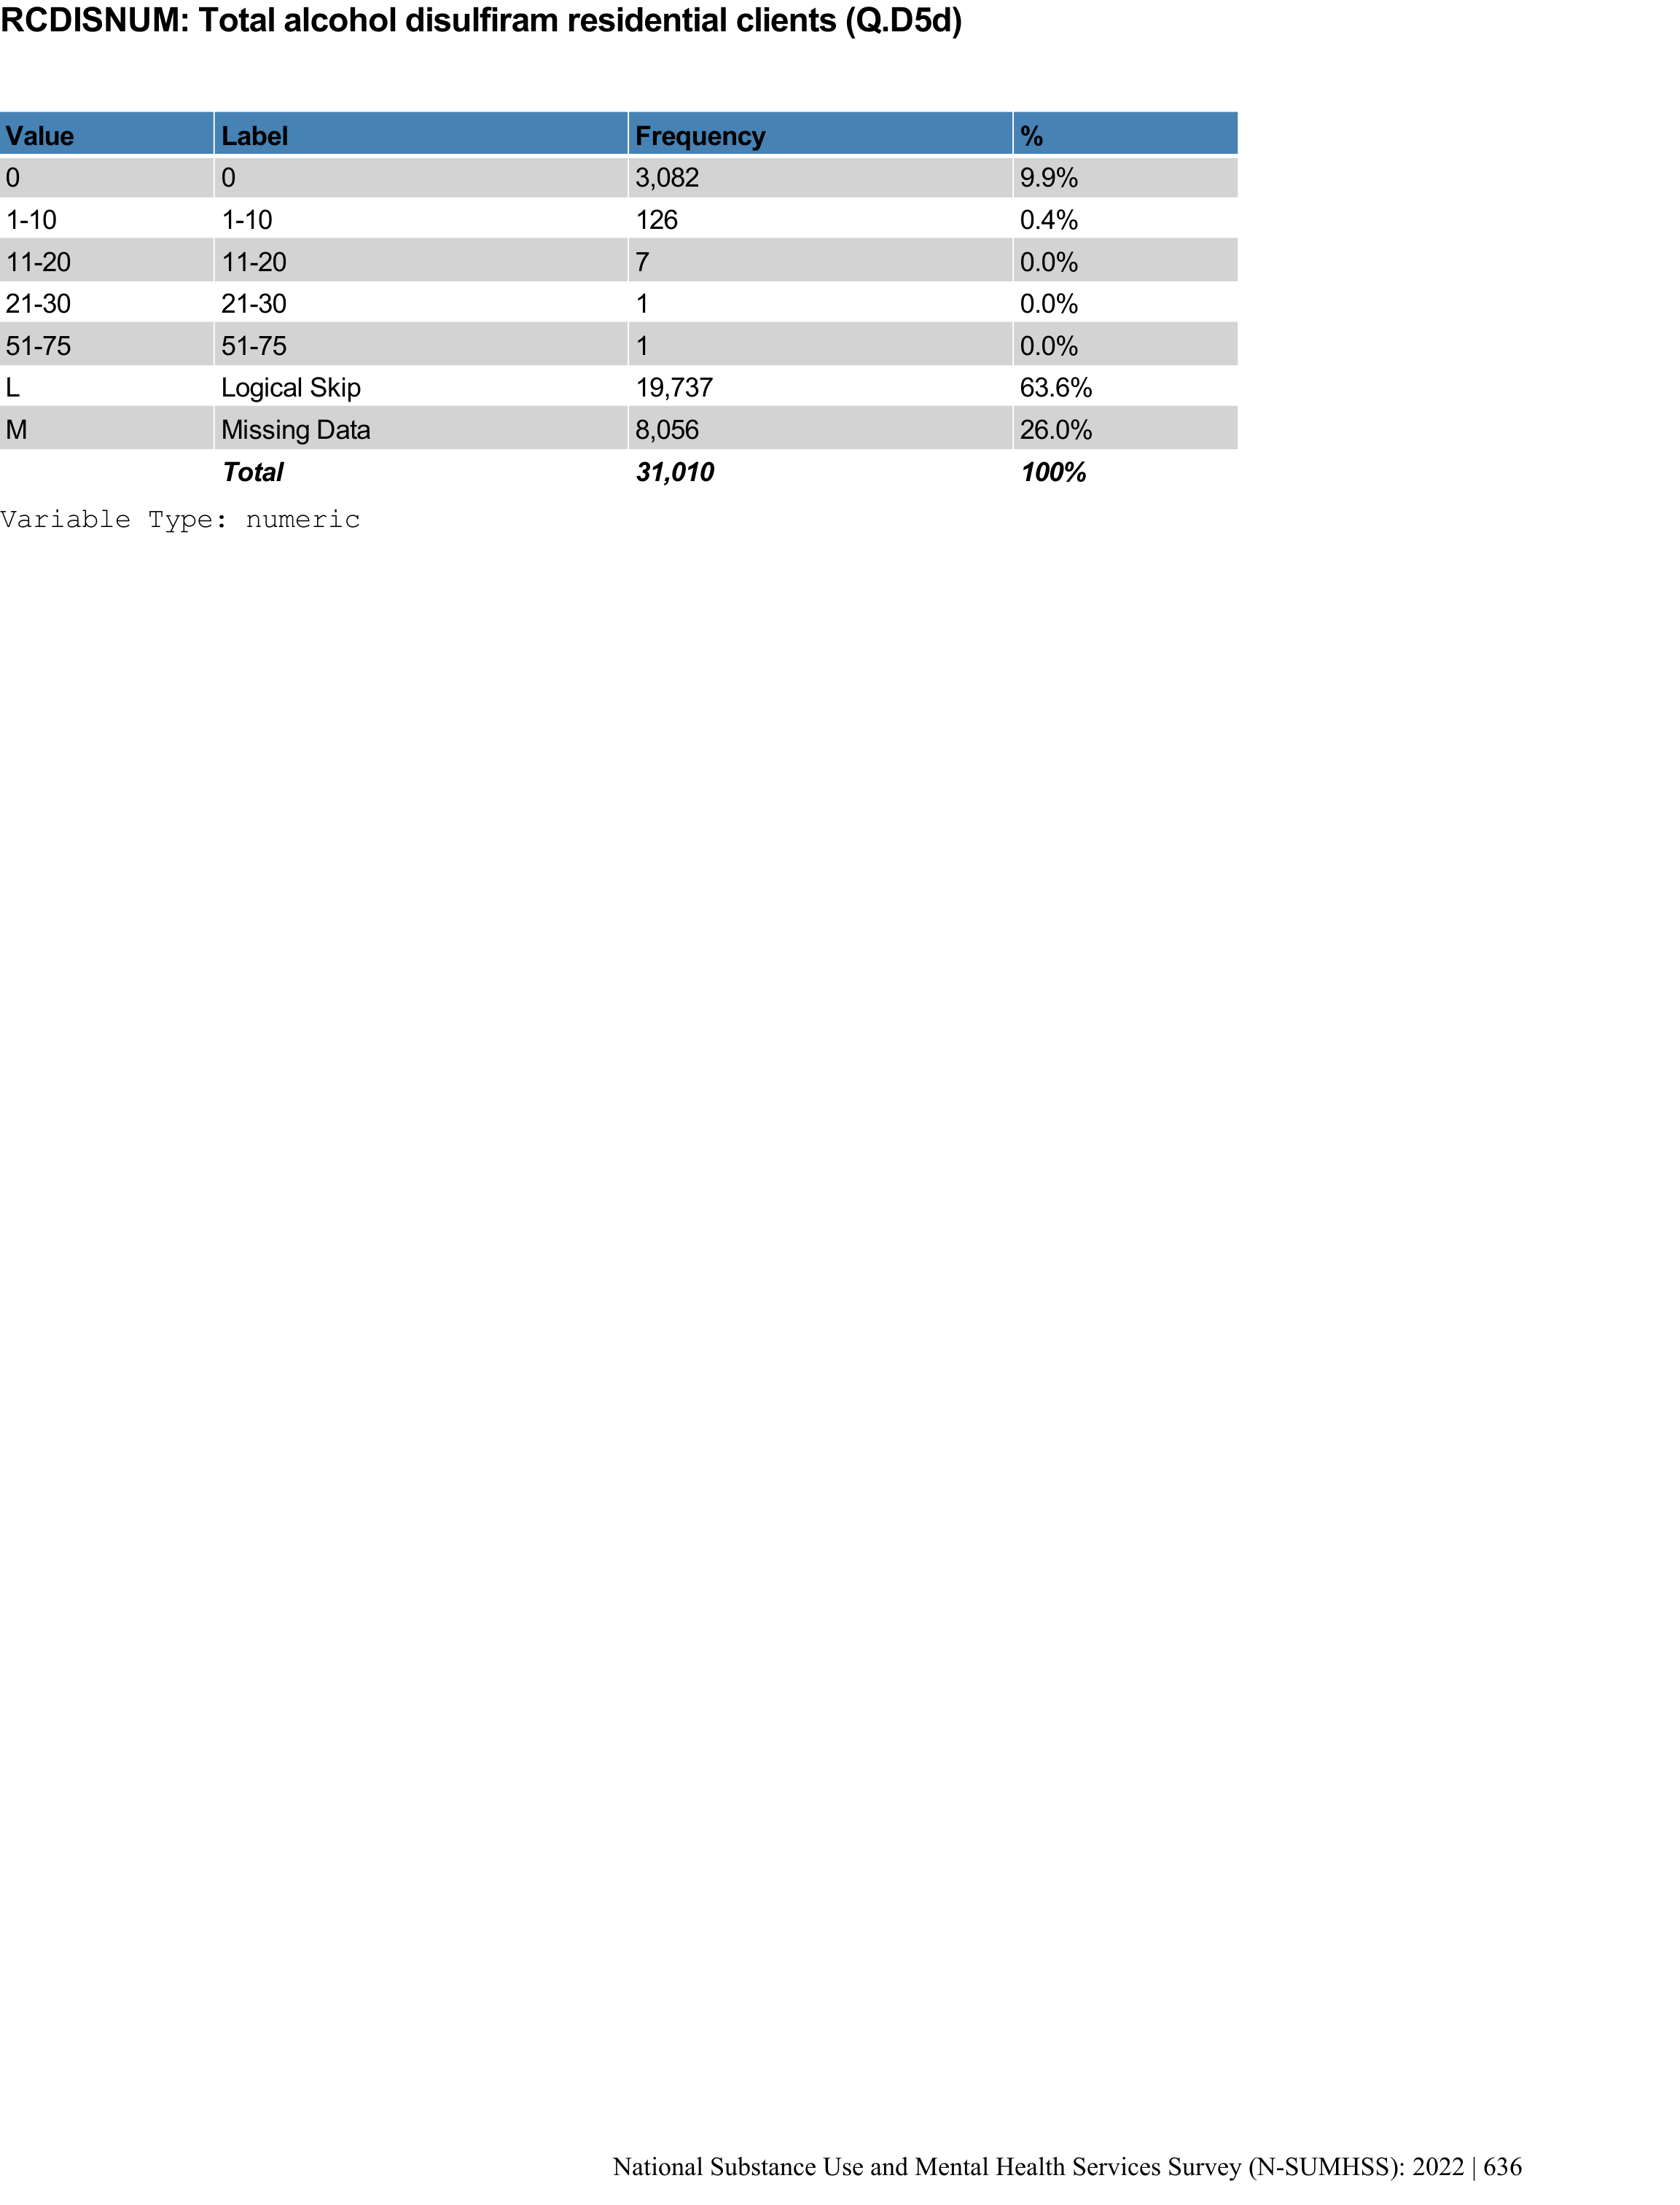 RCDISNUM: Total alcohol disulfiram residential clients (Q.D5d)
Value Label Frequency %
0 0 3,082 9.9%
1-10 1-10 126 0.4%
11-20 11-20 7 0.0%
21-30 21-30 1 0.0%
51-75 51-75 1 0.0%
L Logical Skip 19,737 63.6%
M Missing Data 8,056 26.0%
Total 31,010 100%
Variable Type: numeric
National Substance Use and Mental Health Services Survey (N-SUMHSS): 2022 | 636